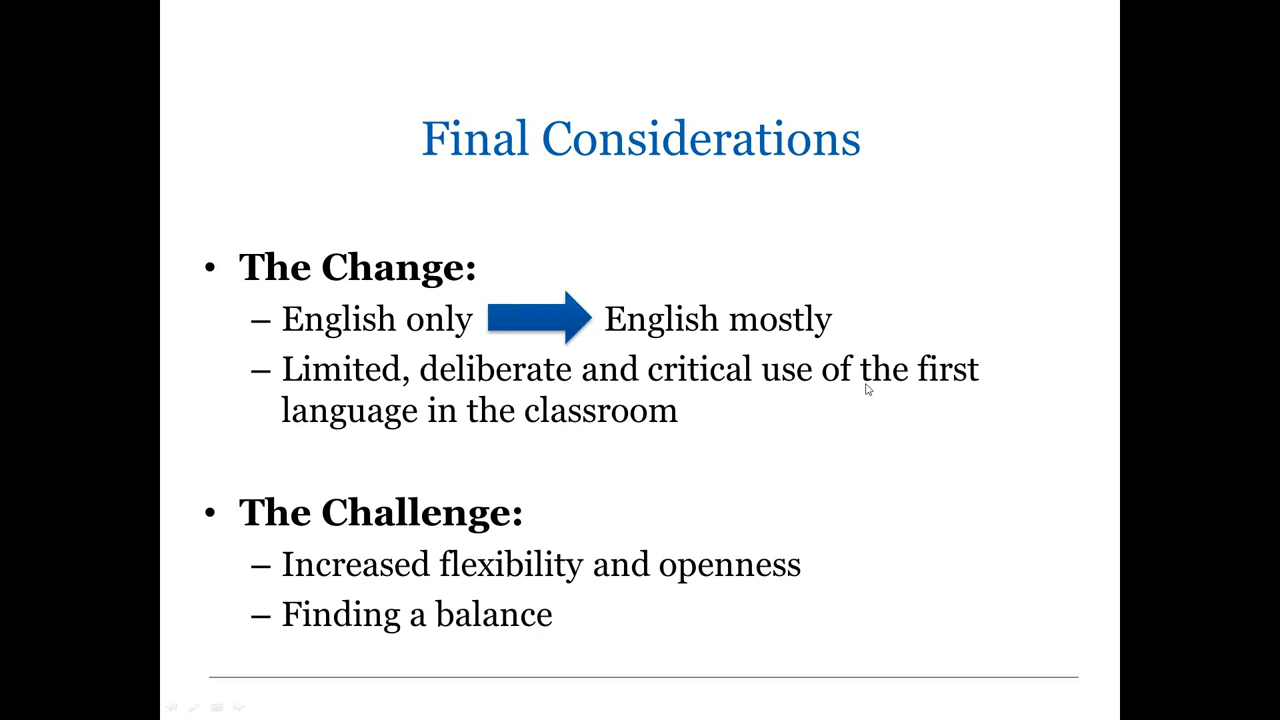 Final Considerations
• The Change:
– English only English mostly
– Limited, deliberate and critical use of the first
language in the classroom
• The Challenge:
– Increased flexibility and openness
– Finding a balance